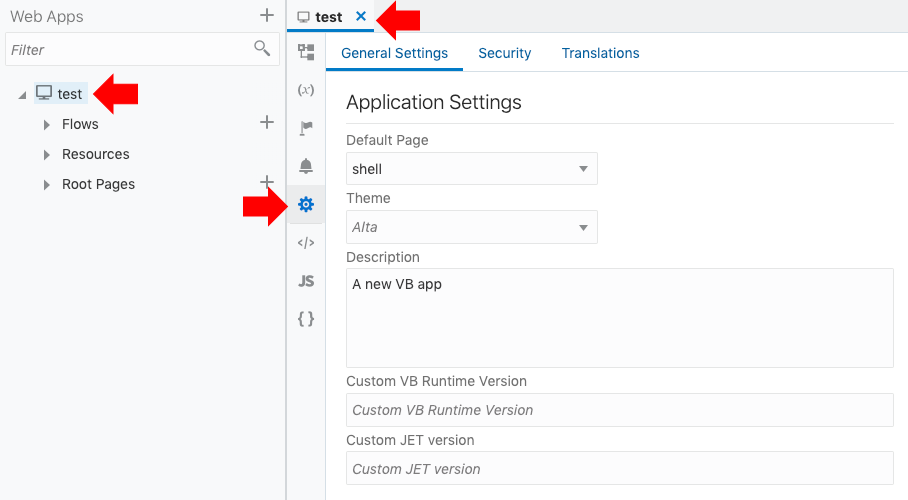 Web Apps
Filter
test
Flows
Resources
Root Pages
test
(x)
</>
JS
{ }
General Settings Security Translations
Application Settings
Default Page
shell
Theme
Alta
Description
A new VB app
Custom VB Runtime Version
Custom VB Runtime Version
Custom JET version
Custom JET version